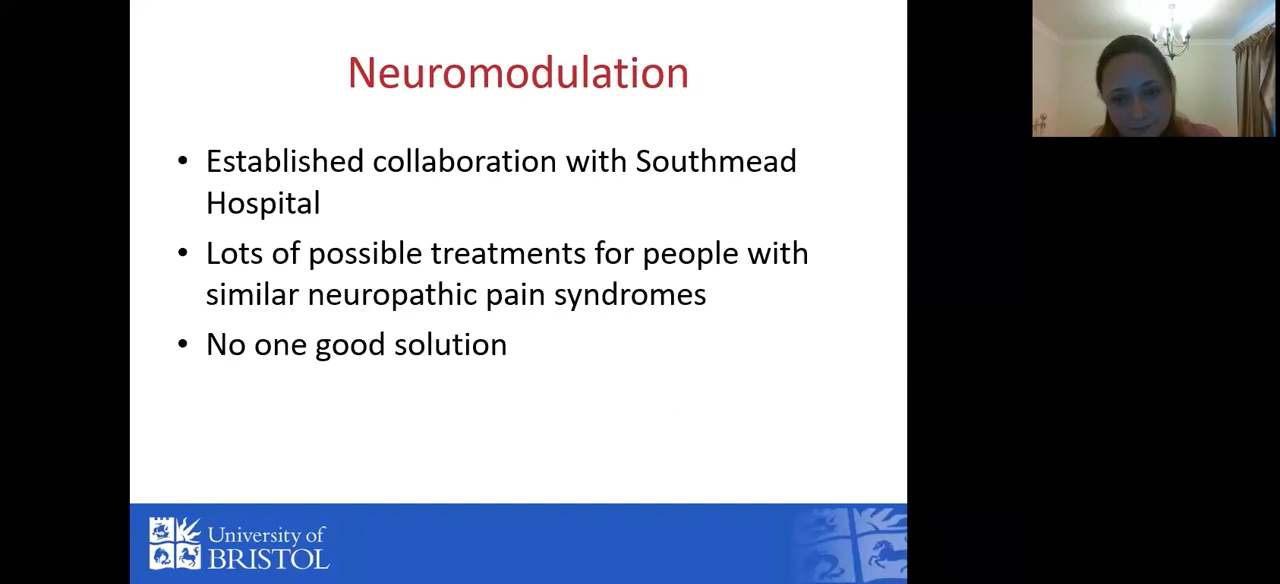 Neuromodulation
• Established collaboration with Southmead
Hospital
• Lots of possible treatments for people with
similar neuropathic pain syndromes
• No one good solution
University of
BRISTOL